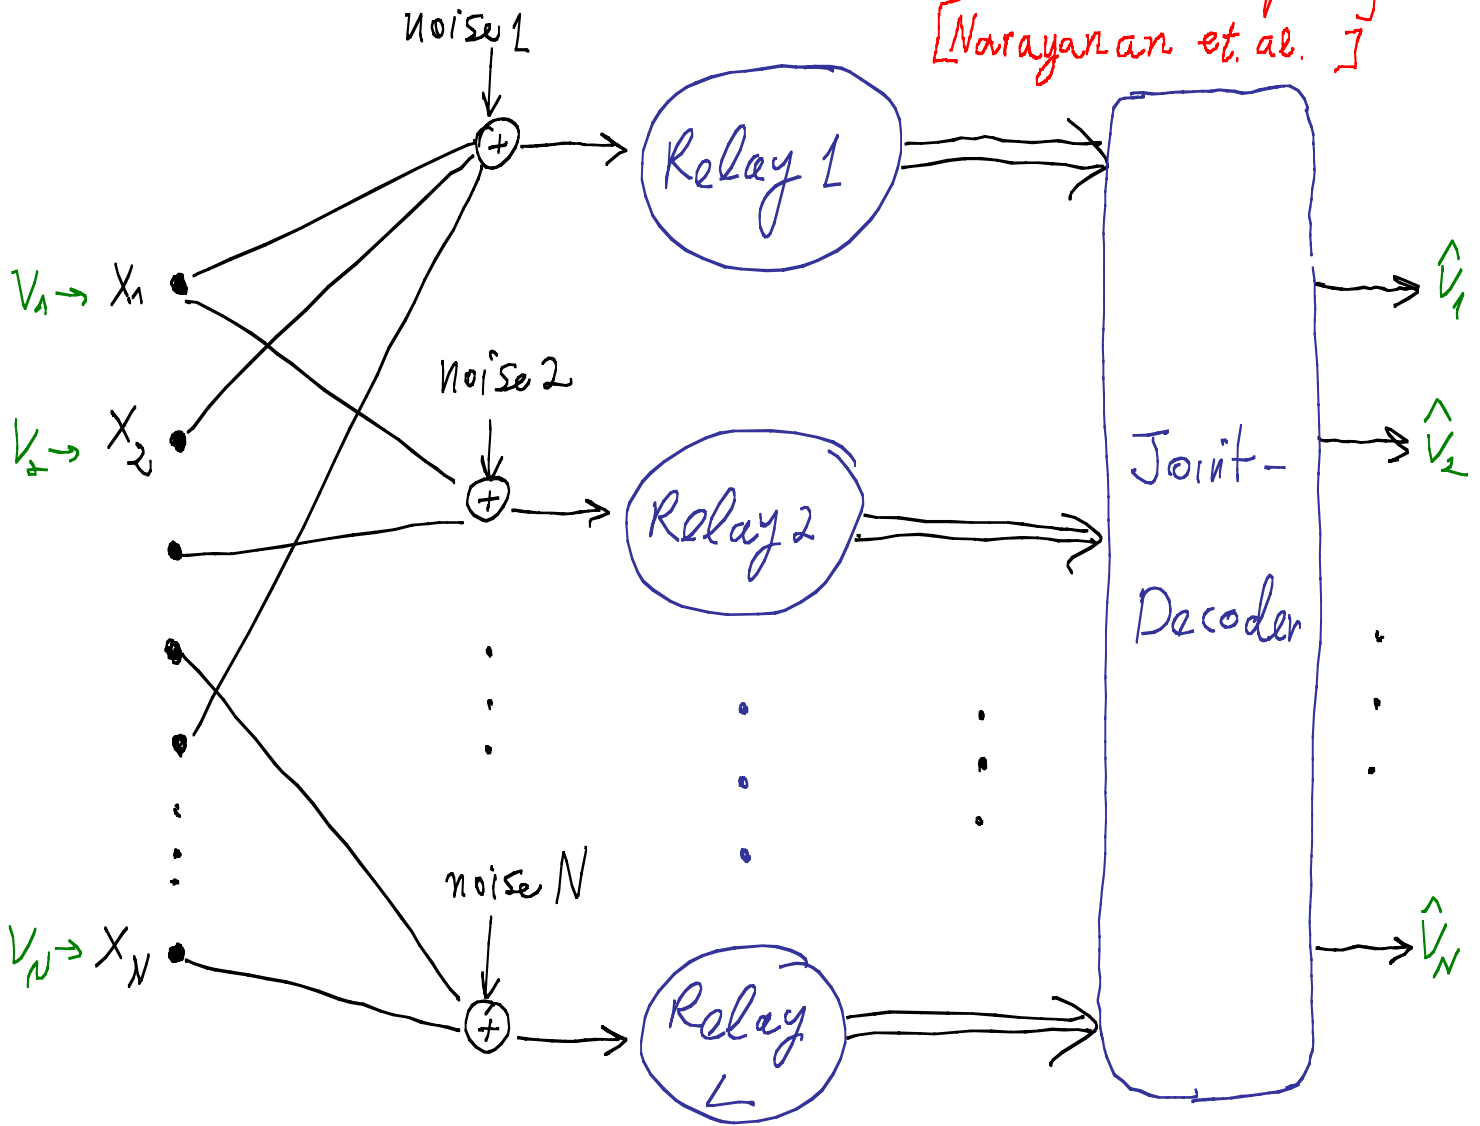 noise 1
[Narayanan et. al. ]
+
Relay 1
V1 → X1
V̂1
noise 2
V2 → X2
V̂2
+
Relay 2
Joint-
Decoder
noise N
VN → XN
V̂N
+
Relay
L